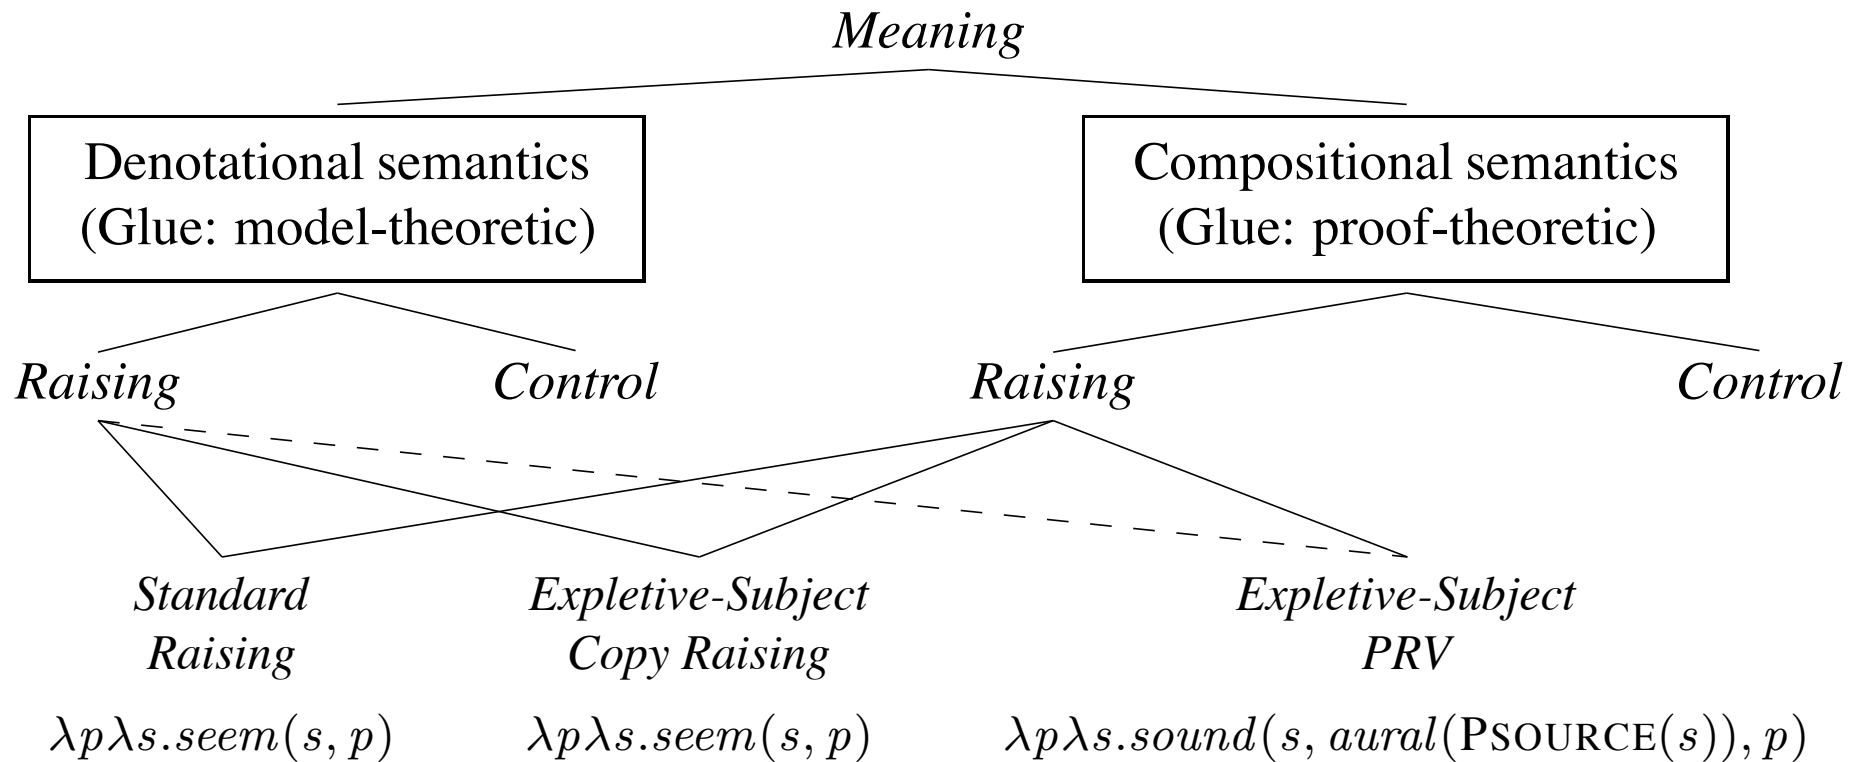 Meaning
Denotational semantics
(Glue: model-theoretic)
Compositional semantics
(Glue: proof-theoretic)
Raising
Control
Raising
Control
Standard
Raising
Expletive-Subject
Copy Raising
Expletive-Subject
PRV
λpλs.seem(s, p)
λpλs.seem(s, p)
λpλs.sound(s, aural(PSOURCE(s)), p)